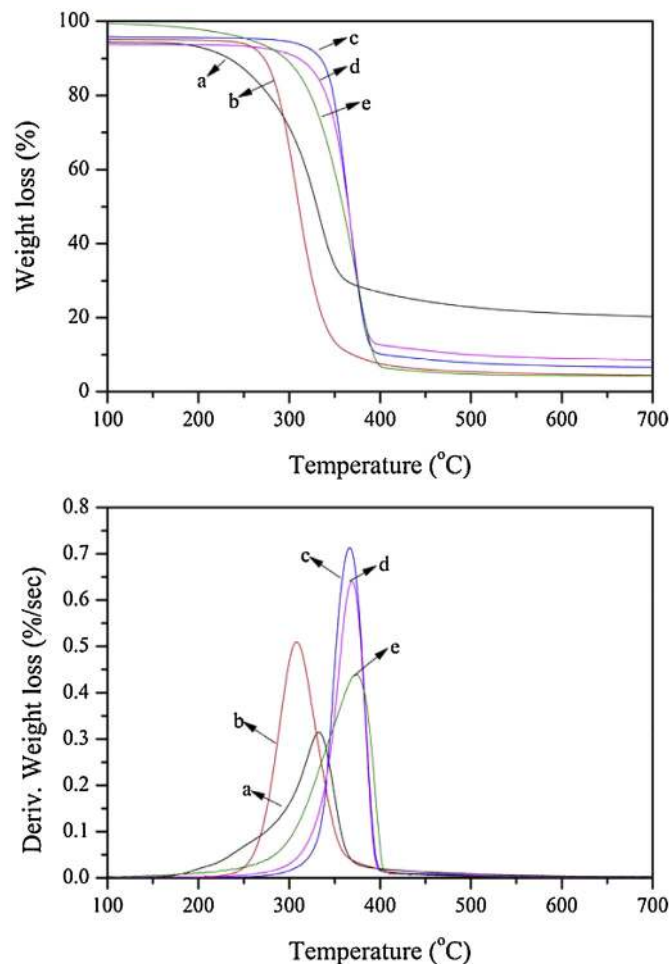 100
80
60
40
20
0
Weight loss (%)
a
b
c
d
e
100 200 300 400 500 600 700
Temperature (°C)
0.8
0.7
0.6
0.5
0.4
0.3
0.2
0.1
0.0
Deriv. Weight loss (%/sec)
c
d
e
b
a
100 200 300 400 500 600 700
Temperature (°C)